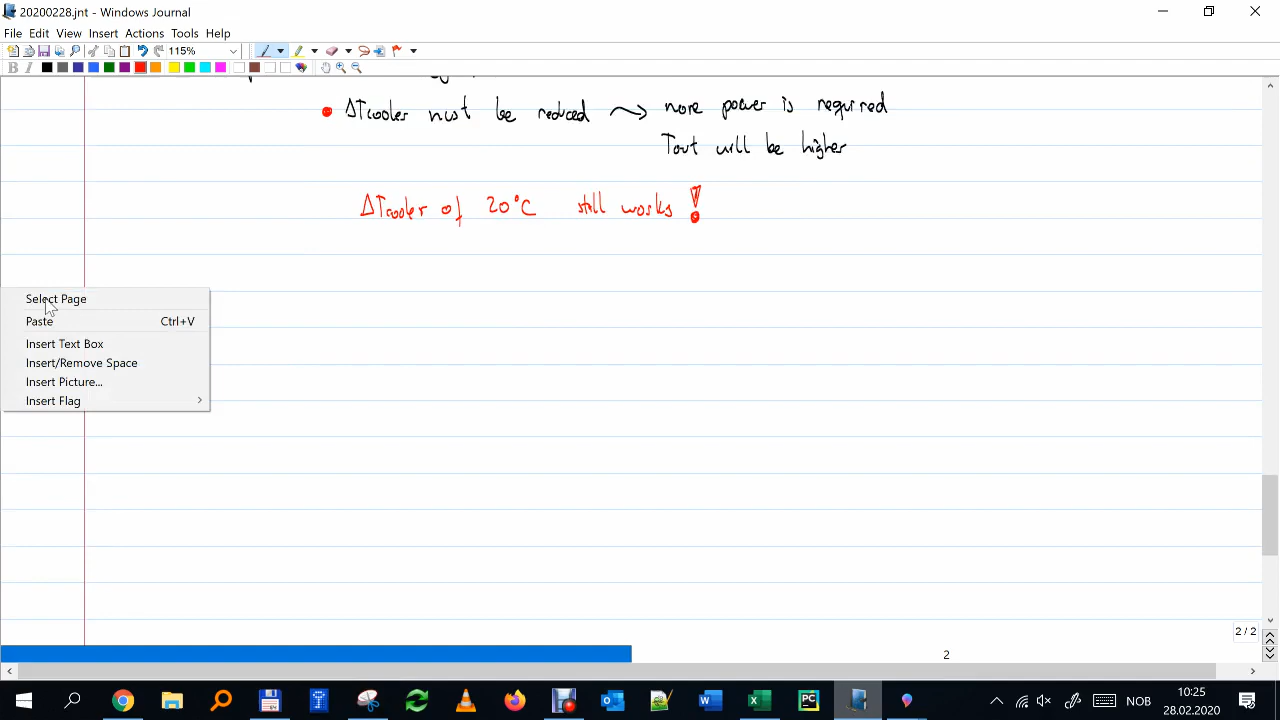 20200228.jnt - Windows Journal
File Edit View Insert Actions Tools Help
115%
B I
• ΔTcooler must be reduced → more power is required
Tout will be higher
ΔTcooler of 20°C still works !
Select Page
Paste Ctrl+V
Insert Text Box
Insert/Remove Space
Insert Picture...
Insert Flag
2 / 2
2
NOB
10:25
28.02.2020